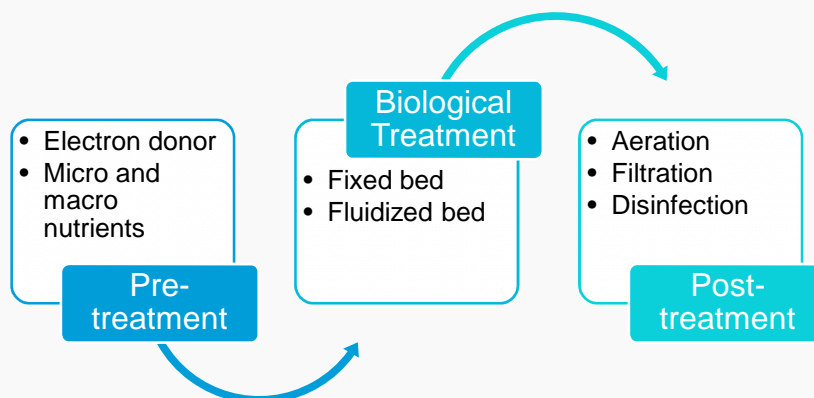 • Electron donor
• Micro and
macro
nutrients
Pre-
treatment
Biological
Treatment
• Fixed bed
• Fluidized bed
• Aeration
• Filtration
• Disinfection
Post-
treatment